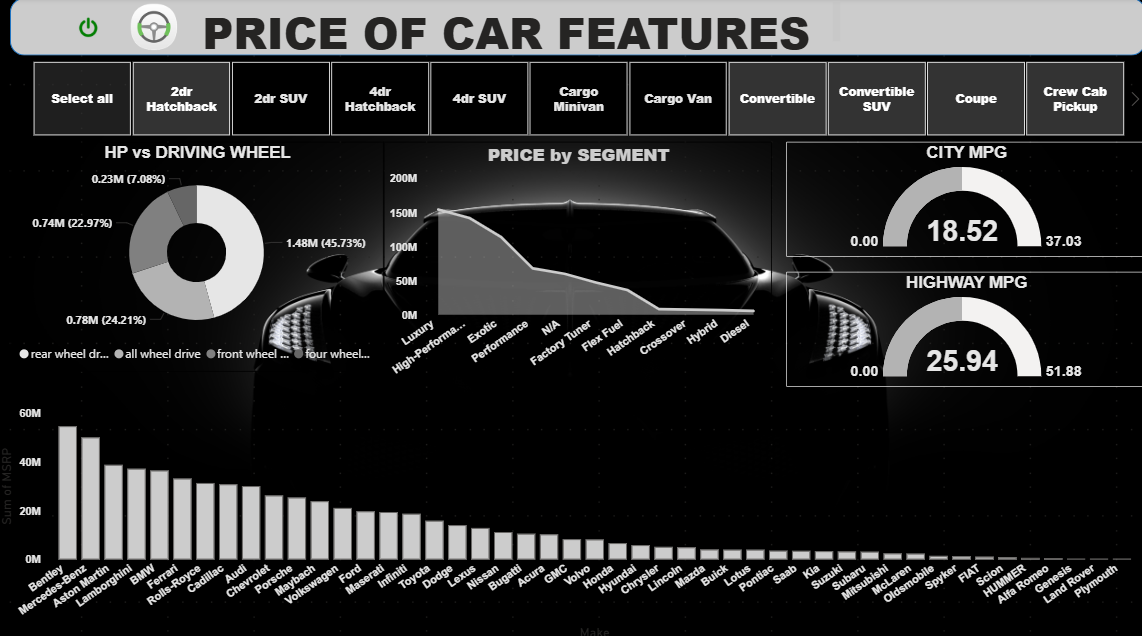 PRICE OF CAR FEATURES
Select all
2dr
Hatchback
2dr SUV
4dr
Hatchback
4dr SUV
Cargo
Minivan
Cargo Van
Convertible
Convertible
SUV
Coupe
Crew Cab
Pickup
HP vs DRIVING WHEEL
0.23M (7.08%)
0.74M (22.97%)
1.48M (45.73%)
0.78M (24.21%)
rear wheel dr...
all wheel drive
front wheel ...
four wheel...
PRICE by SEGMENT
200M
150M
100M
50M
0M
Luxury
High-Performa...
Exotic
Performance
N/A
Factory Tuner
Flex Fuel
Hatchback
Crossover
Hybrid
Diesel
CITY MPG
18.52
0.00
37.03
HIGHWAY MPG
25.94
0.00
51.88
Sum of MSRP
60M
40M
20M
0M
Bentley
Mercedes-Benz
Aston Martin
Lamborghini
BMW
Ferrari
Rolls-Royce
Cadillac
Audi
Chevrolet
Porsche
Maybach
Volkswagen
Ford
Maserati
Infiniti
Toyota
Dodge
Lexus
Nissan
Bugatti
Acura
GMC
Volvo
Honda
Hyundai
Chrysler
Lincoln
Mazda
Buick
Lotus
Pontiac
Saab
Kia
Suzuki
Subaru
Mitsubishi
McLaren
Oldsmobile
Spyker
FIAT
Scion
HUMMER
Alfa Romeo
Genesis
Land Rover
Plymouth
Make